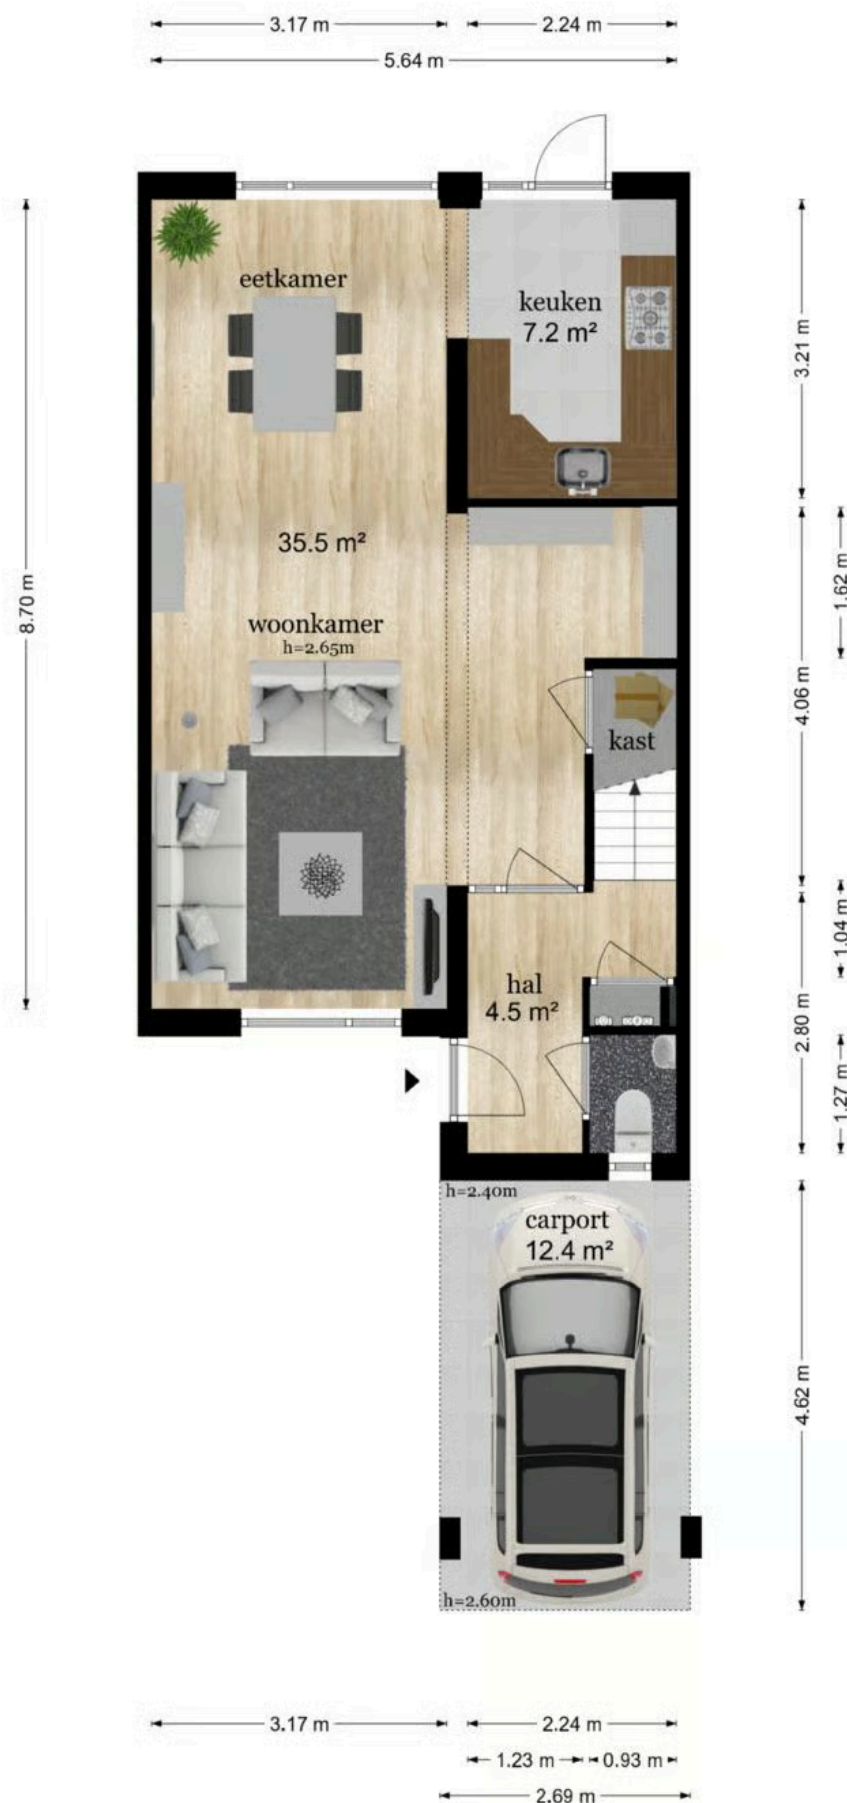 3.17 m
2.24 m
5.64 m
eetkamer
keuken
7.2 m²
3.21 m
35.5 m²
1.62 m
8.70 m
woonkamer
h=2.65m
4.06 m
kast
1.04 m
hal
4.5 m²
2.80 m
1.27 m
h=2.40m
carport
12.4 m²
4.62 m
h=2.60m
3.17 m
2.24 m
1.23 m
0.93 m
2.69 m